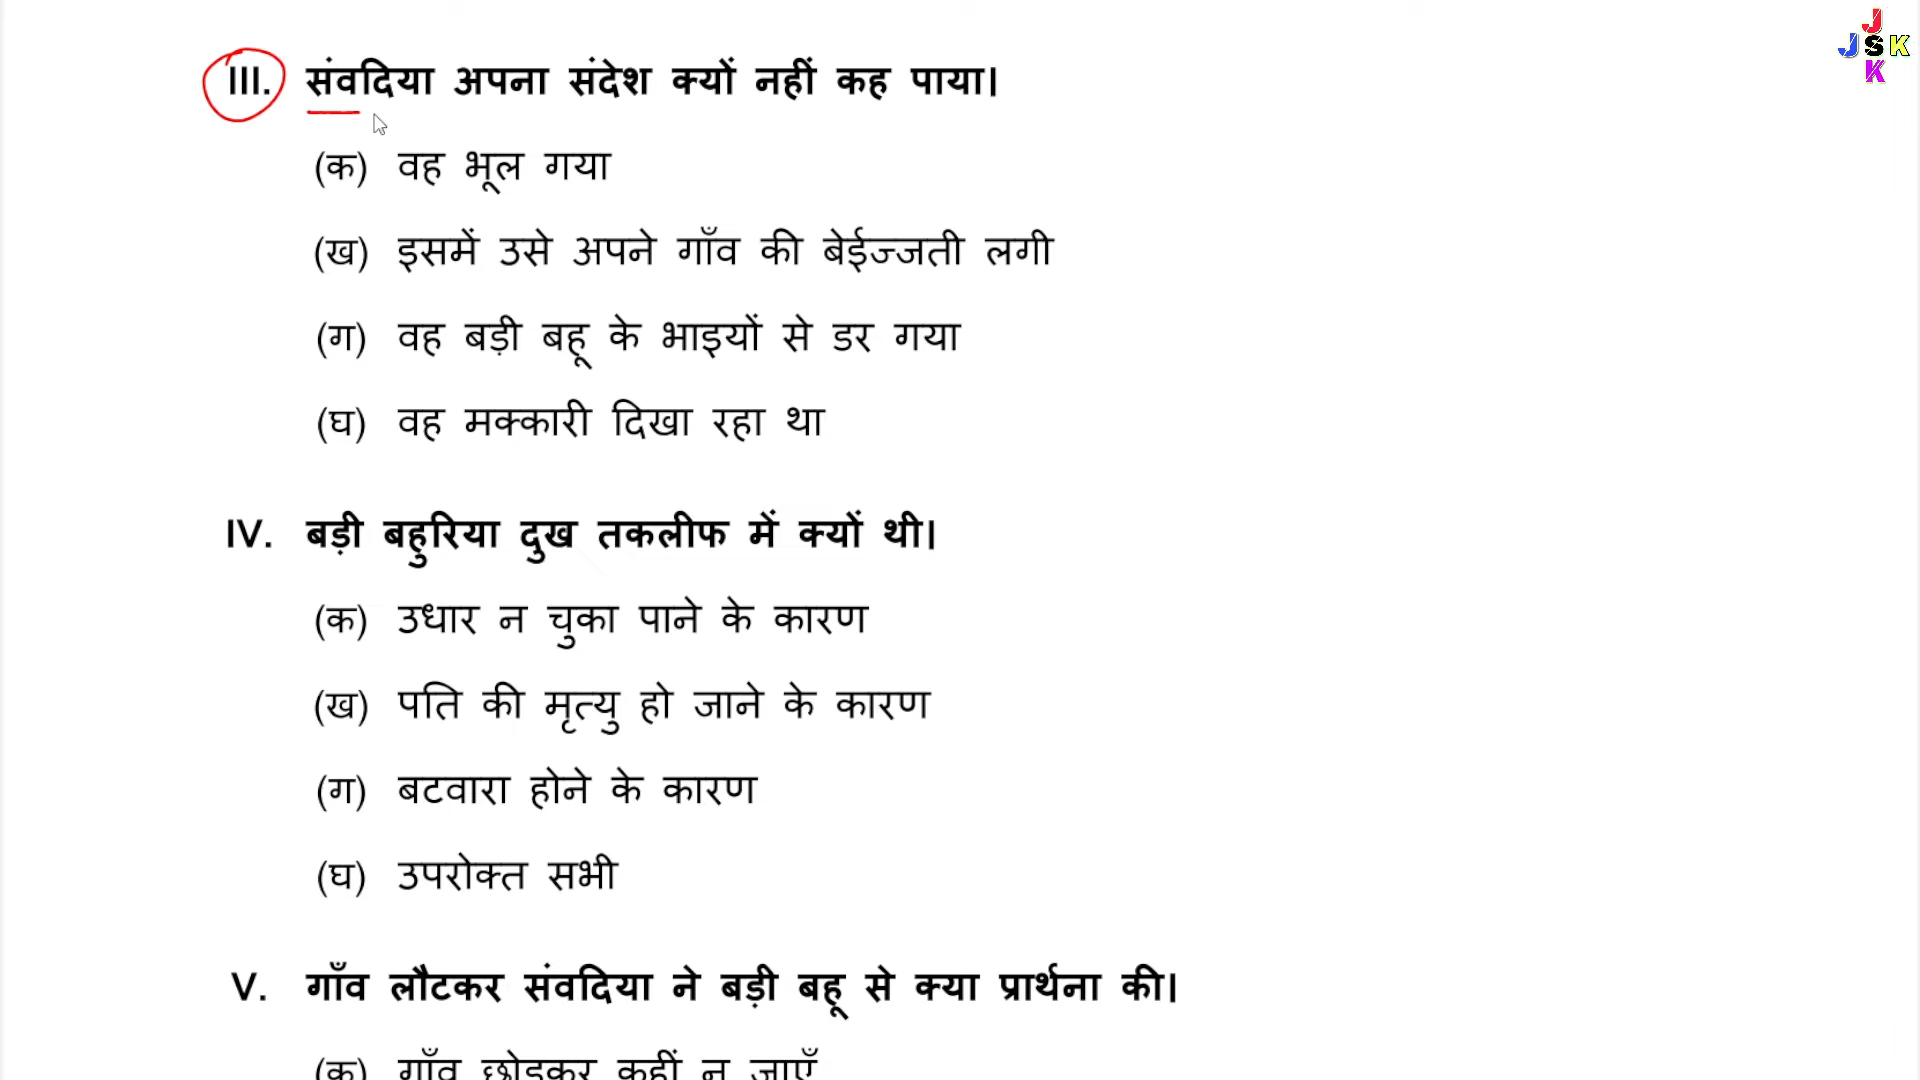 J
JSK
K
III. संवदिया अपना संदेश क्यों नहीं कह पाया।
(क) वह भूल गया
(ख) इसमें उसे अपने गाँव की बेईज्जती लगी
(ग) वह बड़ी बहू के भाइयों से डर गया
(घ) वह मक्कारी दिखा रहा था
IV. बड़ी बहुरिया दुख तकलीफ में क्यों थी।
(क) उधार न चुका पाने के कारण
(ख) पति की मृत्यु हो जाने के कारण
(ग) बटवारा होने के कारण
(घ) उपरोक्त सभी
V. गाँव लौटकर संवदिया ने बड़ी बहू से क्या प्रार्थना की।
(क) गाँव छोड़कर कहीं न जाएँ